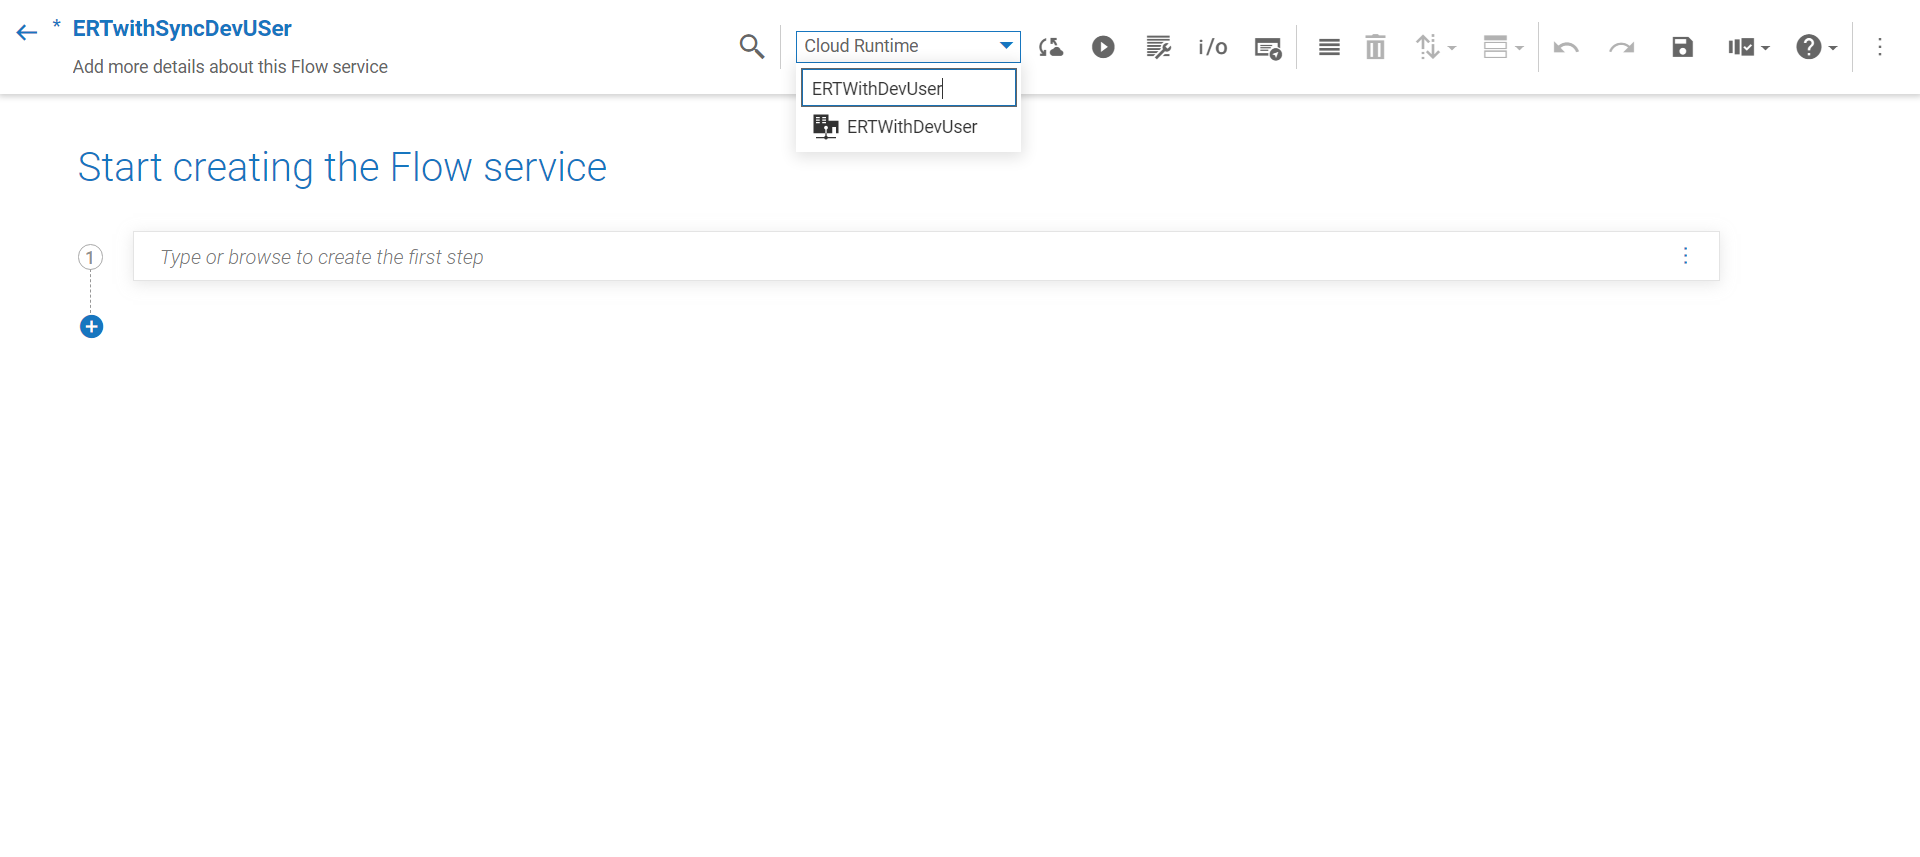 * ERTwithSyncDevUSer
Add more details about this Flow service
Cloud Runtime
i/o
ERTWithDevUser
ERTWithDevUser
Start creating the Flow service
1
Type or browse to create the first step